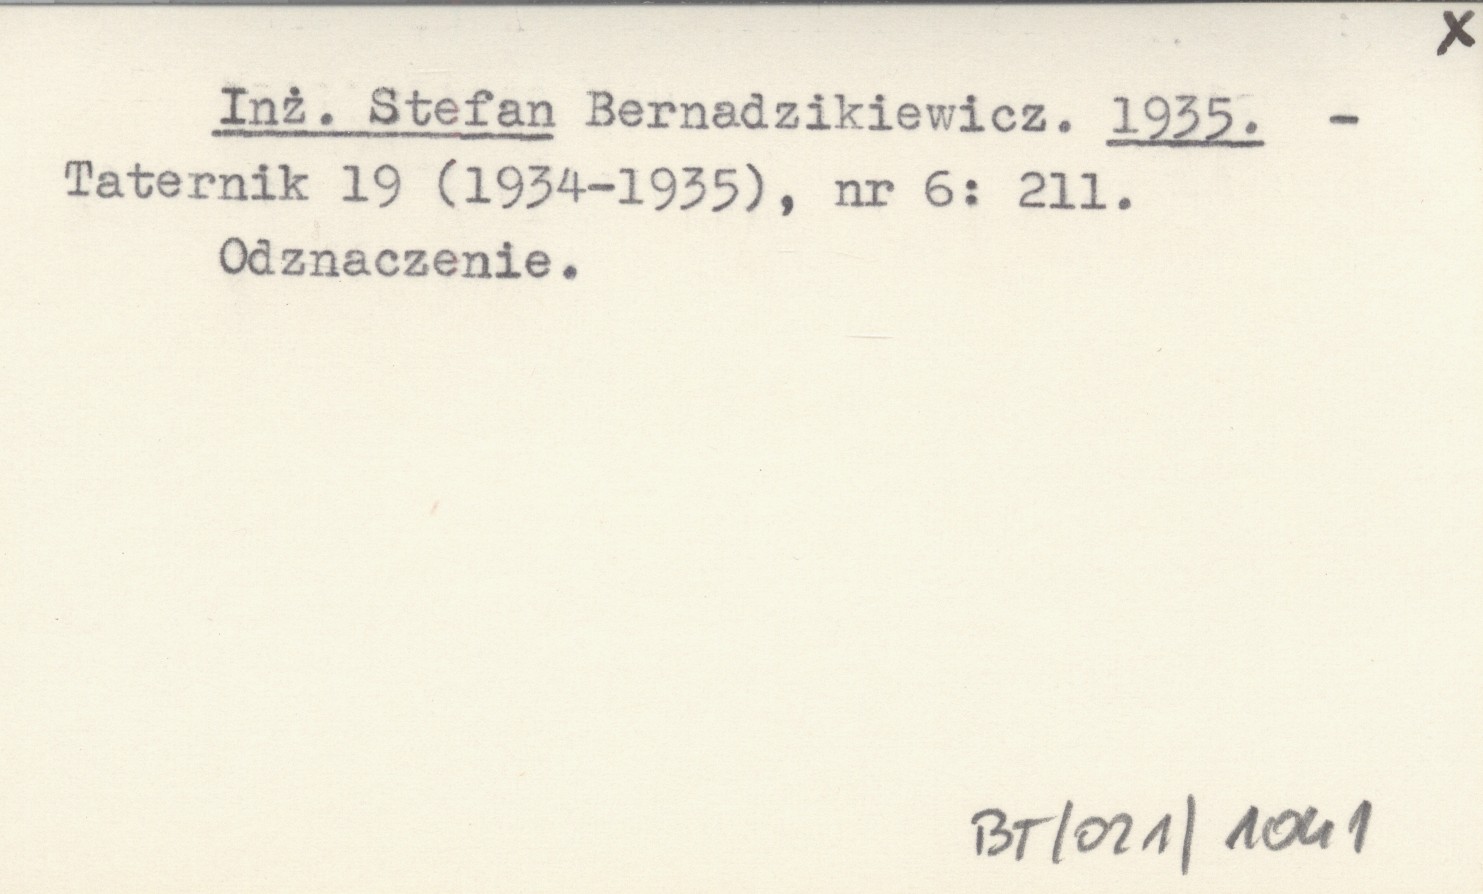 X
Inż. Stefan Bernadzikiewicz. 1935. -
Taternik 19 (1934-1935), nr 6: 211.
Odznaczenie.
BT/021/1041